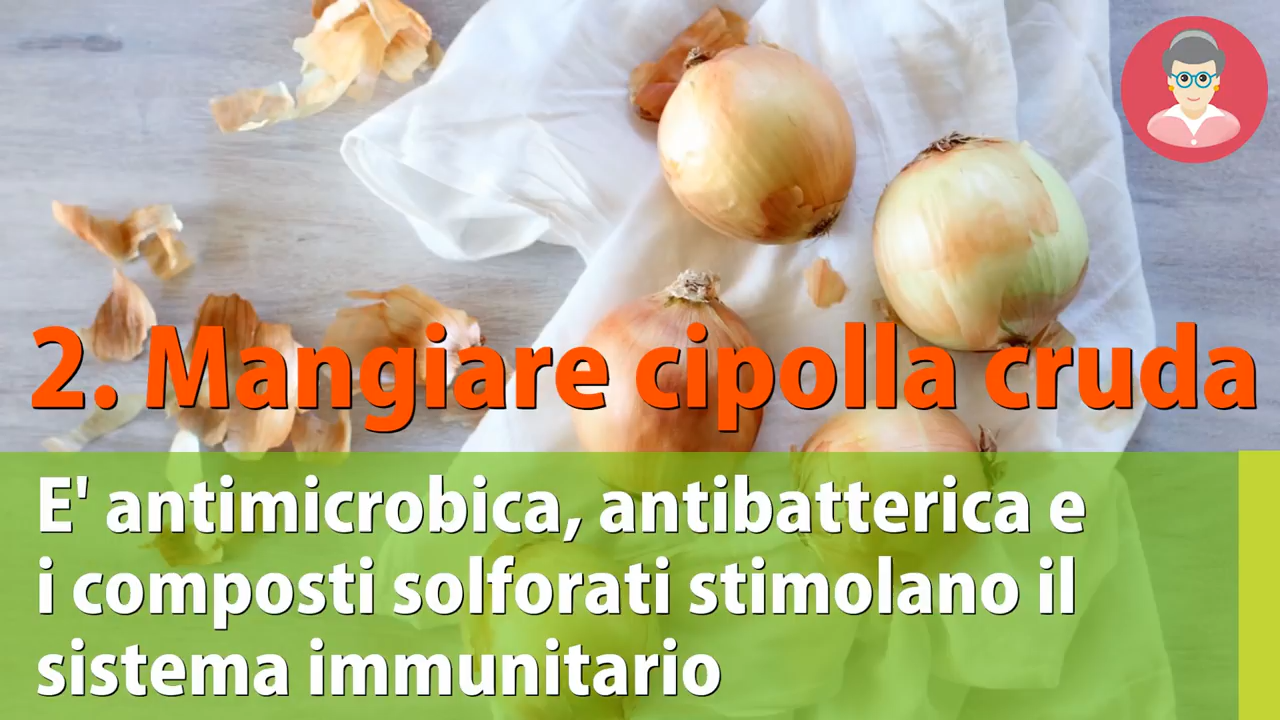 2. Mangiare cipolla cruda
E' antimicrobica, antibatterica e
i composti solforati stimolano il
sistema immunitario